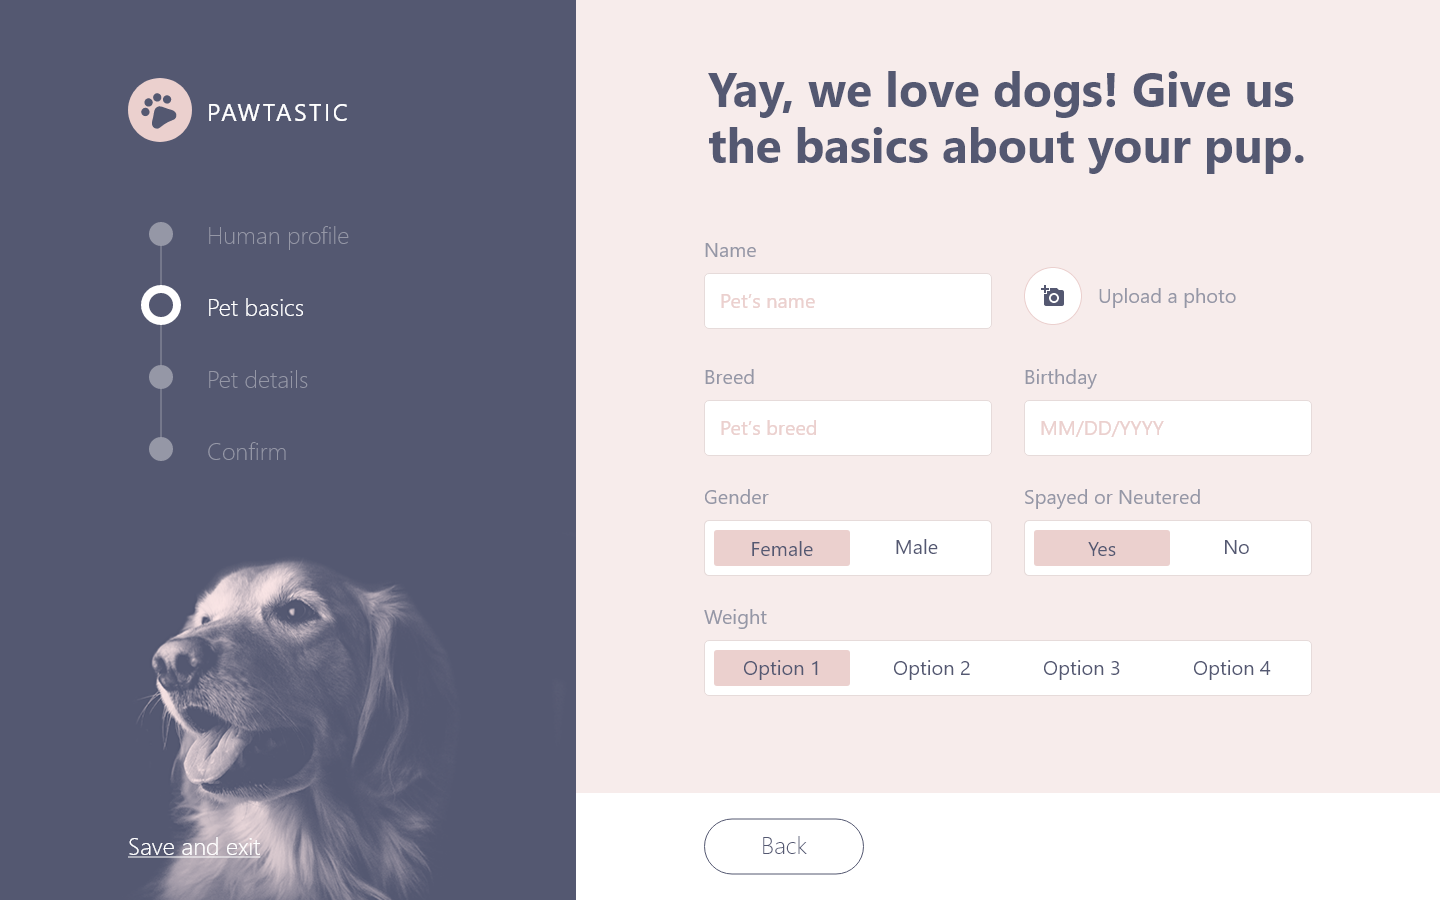 PAWTASTIC
Human profile
Pet basics
Pet details
Confirm
Save and exit
Yay, we love dogs! Give us
the basics about your pup.
Name
Pet's name
Upload a photo
Breed
Birthday
Pet's breed
MM/DD/YYYY
Gender
Spayed or Neutered
Female
Male
Yes
No
Weight
Option 1
Option 2
Option 3
Option 4
Back